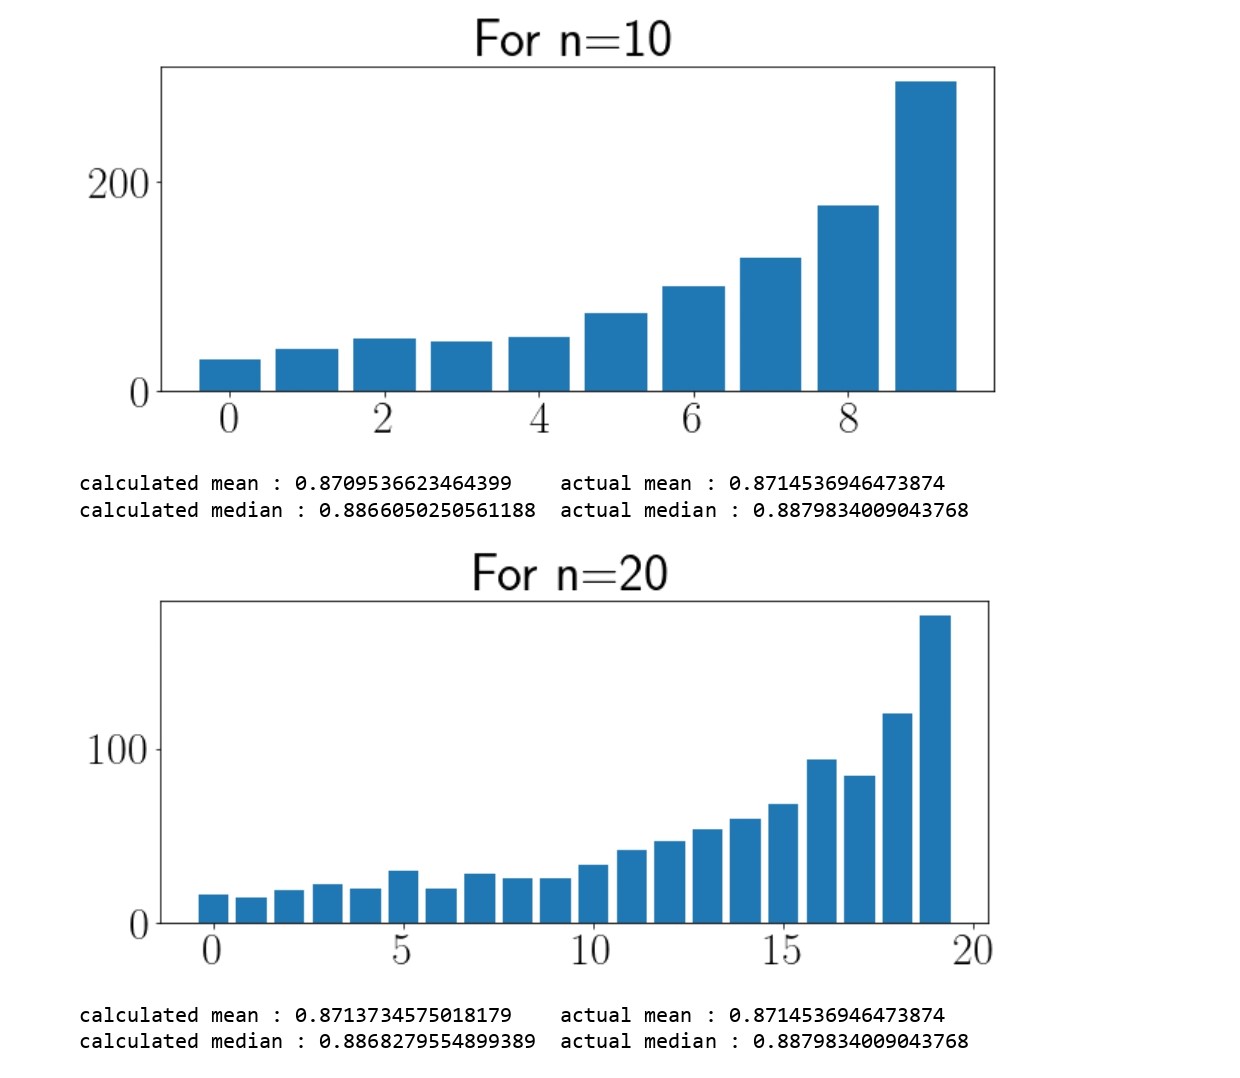 For n=10
200
0
0 2 4 6 8
calculated mean : 0.8709536623464399 actual mean : 0.8714536946473874
calculated median : 0.8866050250561188 actual median : 0.8879834009043768
For n=20
100
0
0 5 10 15 20
calculated mean : 0.8713734575018179 actual mean : 0.8714536946473874
calculated median : 0.8868279554899389 actual median : 0.8879834009043768